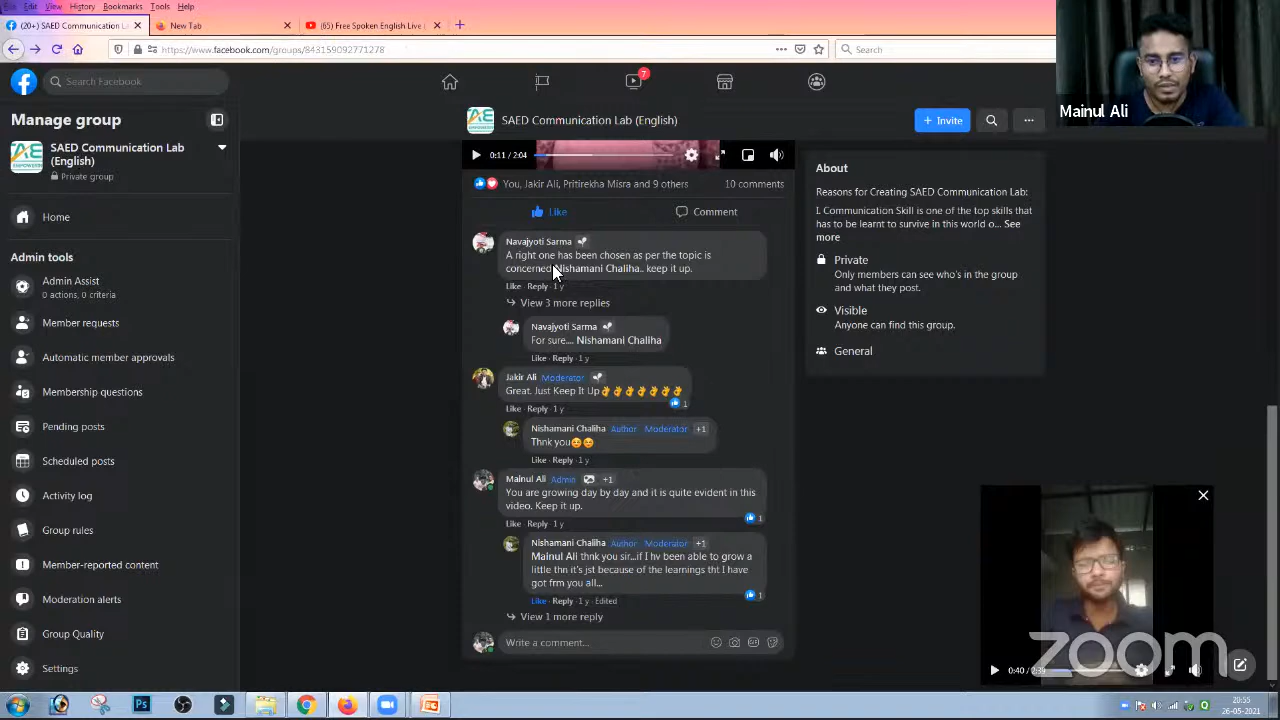 File Edit View History Bookmarks Tools Help
(20+) SAED Communication La
New Tab
(65) Free Spoken English Live (
https://www.facebook.com/groups/843159092771278
Search
Search Facebook
7
Mainul Ali
Manage group
SAED Communication Lab (English)
+ Invite
SAED Communication Lab
(English)
Private group
Home
Admin tools
Admin Assist
0 actions, 0 criteria
Member requests
Automatic member approvals
Membership questions
Pending posts
Scheduled posts
Activity log
Group rules
Member-reported content
Moderation alerts
Group Quality
Settings
0:11 / 2:04
You, Jakir Ali, Pritirekha Misra and 9 others
10 comments
Like
Comment
Navajyoti Sarma
A right one has been chosen as per the topic is
concerned Nishamani Chaliha.. keep it up.
Like · Reply · 1 y
View 3 more replies
Navajyoti Sarma
For sure.... Nishamani Chaliha
Like · Reply · 1 y
Jakir Ali Moderator
Great. Just Keep It Up👌👌👌👌👌👌👌
1
Like · Reply · 1 y
Nishamani Chaliha Author Moderator +1
Thnk you☺️☺️
Like · Reply · 1 y
Mainul Ali Admin +1
You are growing day by day and it is quite evident in this
video. Keep it up.
1
Like · Reply · 1 y
Nishamani Chaliha Author Moderator +1
Mainul Ali thnk you sir...if I hv been able to grow a
little thn it's jst because of the learnings tht I have
got frm you all...
1
Like · Reply · 1 y · Edited
View 1 more reply
Write a comment...
About
Reasons for Creating SAED Communication Lab:
I. Communication Skill is one of the top skills that
has to be learnt to survive in this world o... See
more
Private
Only members can see who's in the group
and what they post.
Visible
Anyone can find this group.
General
0:40 / 2:39
zoom
20:55
26-05-2021